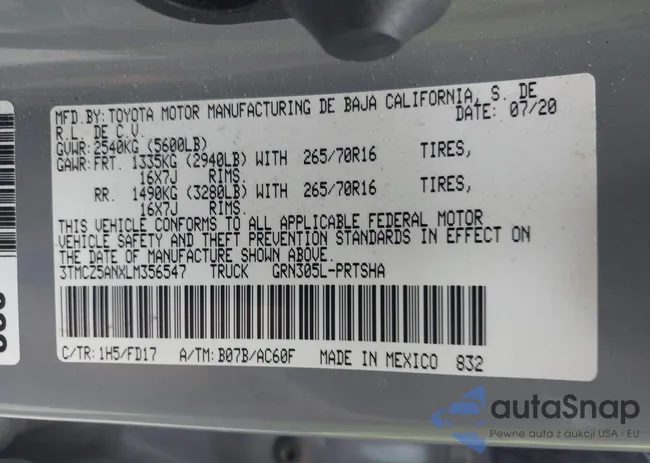 MFD.BY: TOYOTA MOTOR MANUFACTURING DE BAJA CALIFORNIA, S. DE
R.L. DE C.V. DATE: 07/20
GVWR: 2540KG (5600LB)
GAWR: FRT. 1335KG (2940LB) WITH 265/70R16 TIRES,
16X7J RIMS.
RR. 1490KG (3280LB) WITH 265/70R16 TIRES,
16X7J RIMS.
THIS VEHICLE CONFORMS TO ALL APPLICABLE FEDERAL MOTOR
VEHICLE SAFETY AND THEFT PREVENTION STANDARDS IN EFFECT ON
THE DATE OF MANUFACTURE SHOWN ABOVE.
3TMCZ5ANXLM356547 TRUCK GRN305L-PRTSHA
C/TR: 1H5/FD17 A/TM: B07B/AC60F MADE IN MEXICO 832
autaSnap
Pewne auta z aukcji USA i EU